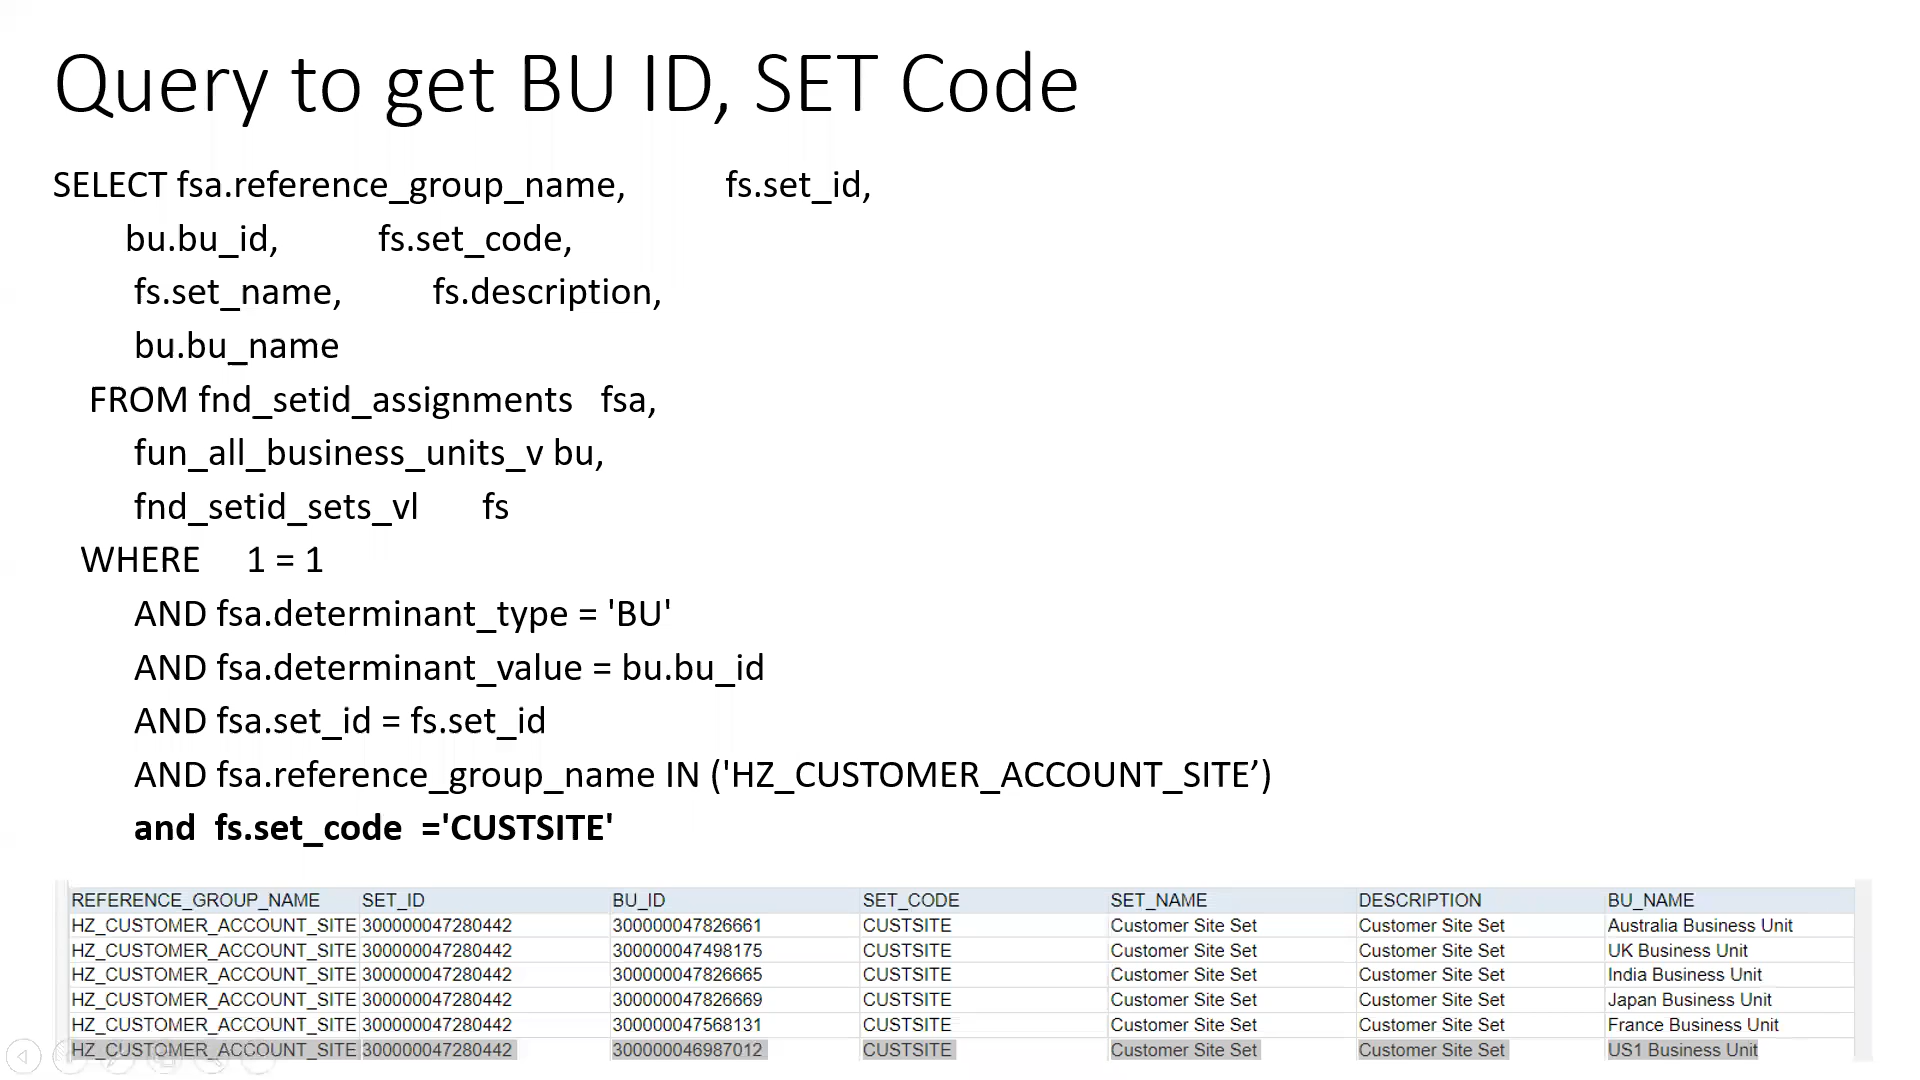 Query to get BU ID, SET Code
SELECT fsa.reference_group_name, fs.set_id,
bu.bu_id, fs.set_code,
fs.set_name, fs.description,
bu.bu_name
FROM fnd_setid_assignments fsa,
fun_all_business_units_v bu,
fnd_setid_sets_vl fs
WHERE 1 = 1
AND fsa.determinant_type = 'BU'
AND fsa.determinant_value = bu.bu_id
AND fsa.set_id = fs.set_id
AND fsa.reference_group_name IN ('HZ_CUSTOMER_ACCOUNT_SITE’)
and fs.set_code ='CUSTSITE'
REFERENCE_GROUP_NAME SET_ID BU_ID SET_CODE SET_NAME DESCRIPTION BU_NAME
HZ_CUSTOMER_ACCOUNT_SITE 300000047280442 300000047826661 CUSTSITE Customer Site Set Customer Site Set Australia Business Unit
HZ_CUSTOMER_ACCOUNT_SITE 300000047280442 300000047498175 CUSTSITE Customer Site Set Customer Site Set UK Business Unit
HZ_CUSTOMER_ACCOUNT_SITE 300000047280442 300000047826665 CUSTSITE Customer Site Set Customer Site Set India Business Unit
HZ_CUSTOMER_ACCOUNT_SITE 300000047280442 300000047826669 CUSTSITE Customer Site Set Customer Site Set Japan Business Unit
HZ_CUSTOMER_ACCOUNT_SITE 300000047280442 300000047568131 CUSTSITE Customer Site Set Customer Site Set France Business Unit
HZ_CUSTOMER_ACCOUNT_SITE 300000047280442 300000046987012 CUSTSITE Customer Site Set Customer Site Set US1 Business Unit